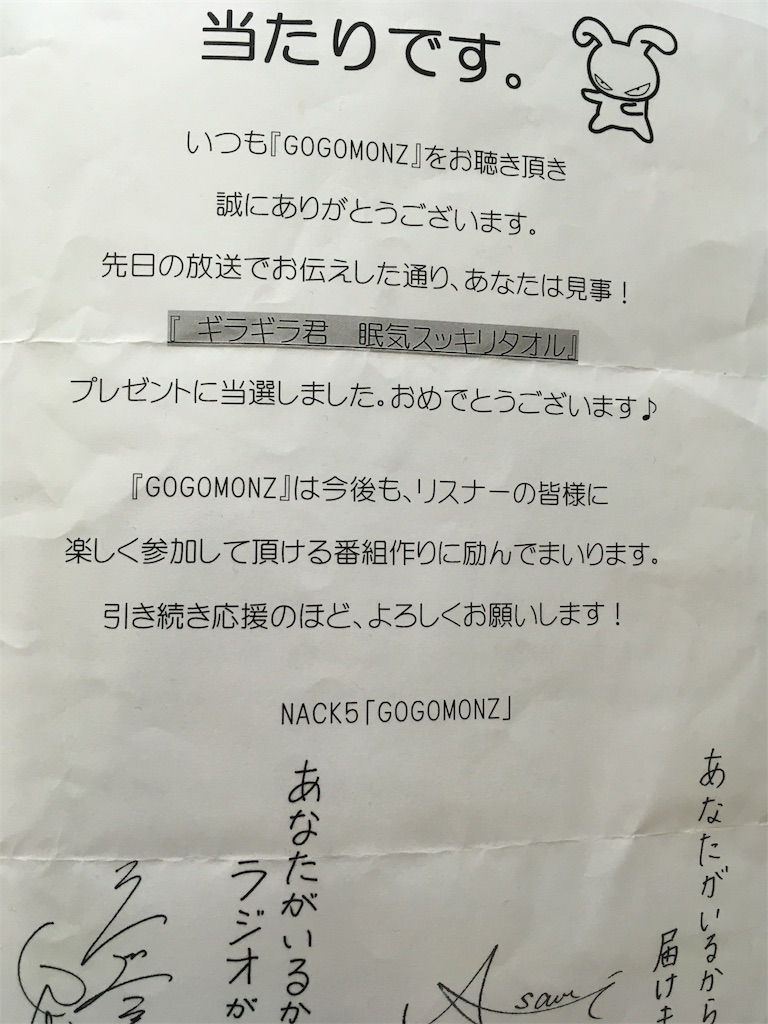 当たりです。
いつも『GOGOMONZ』をお聴き頂き
誠にありがとうございます。
先日の放送でお伝えした通り、あなたは見事！
『 ギラギラ君　眠気スッキリタオル』
プレゼントに当選しました。おめでとうございます♪
『GOGOMONZ』は今後も、リスナーの皆様に
楽しく参加して頂ける番組作りに励んでまいります。
引き続き応援のほど、よろしくお願いします！
NACK5「GOGOMONZ」
あなたがいるから
届けま
Asami
あなたがいるか
ラジオが